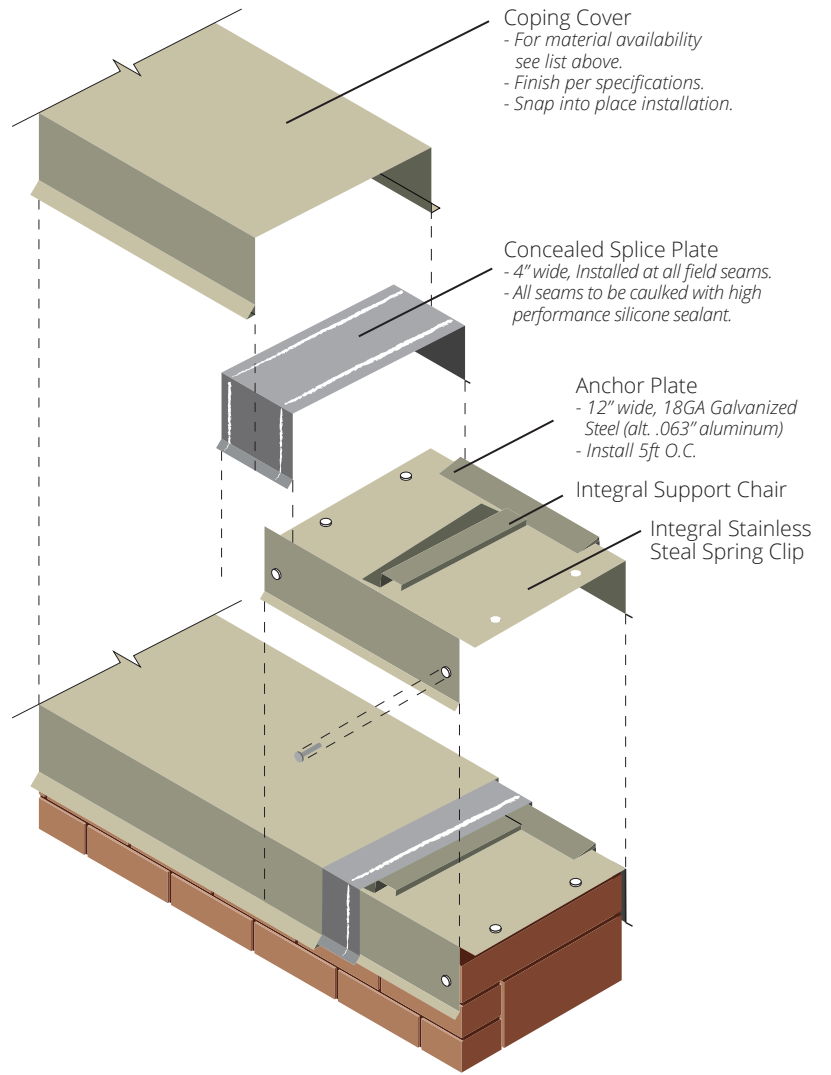 Coping Cover
- For material availability
see list above.
- Finish per specifications.
- Snap into place installation.
Concealed Splice Plate
- 4” wide, Installed at all field seams.
- All seams to be caulked with high
performance silicone sealant.
Anchor Plate
- 12” wide, 18GA Galvanized
Steel (alt. .063” aluminum)
- Install 5ft O.C.
Integral Support Chair
Integral Stainless
Steal Spring Clip